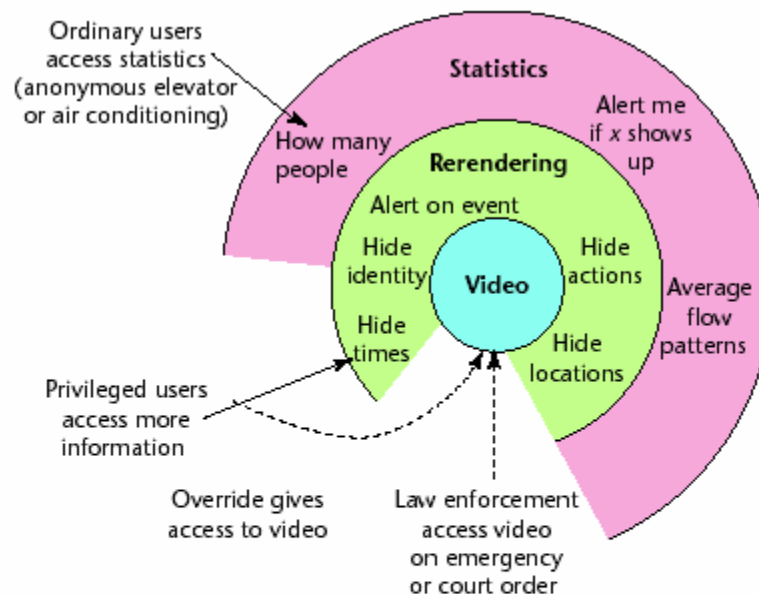 Ordinary users
access statistics
(anonymous elevator
or air conditioning)
Statistics
How many
people
Alert me
if x shows
up
Rerendering
Alert on event
Hide
identity
Video
Hide
actions
Hide
times
Hide
locations
Average
flow
patterns
Privileged users
access more
information
Override gives
access to video
Law enforcement
access video
on emergency
or court order